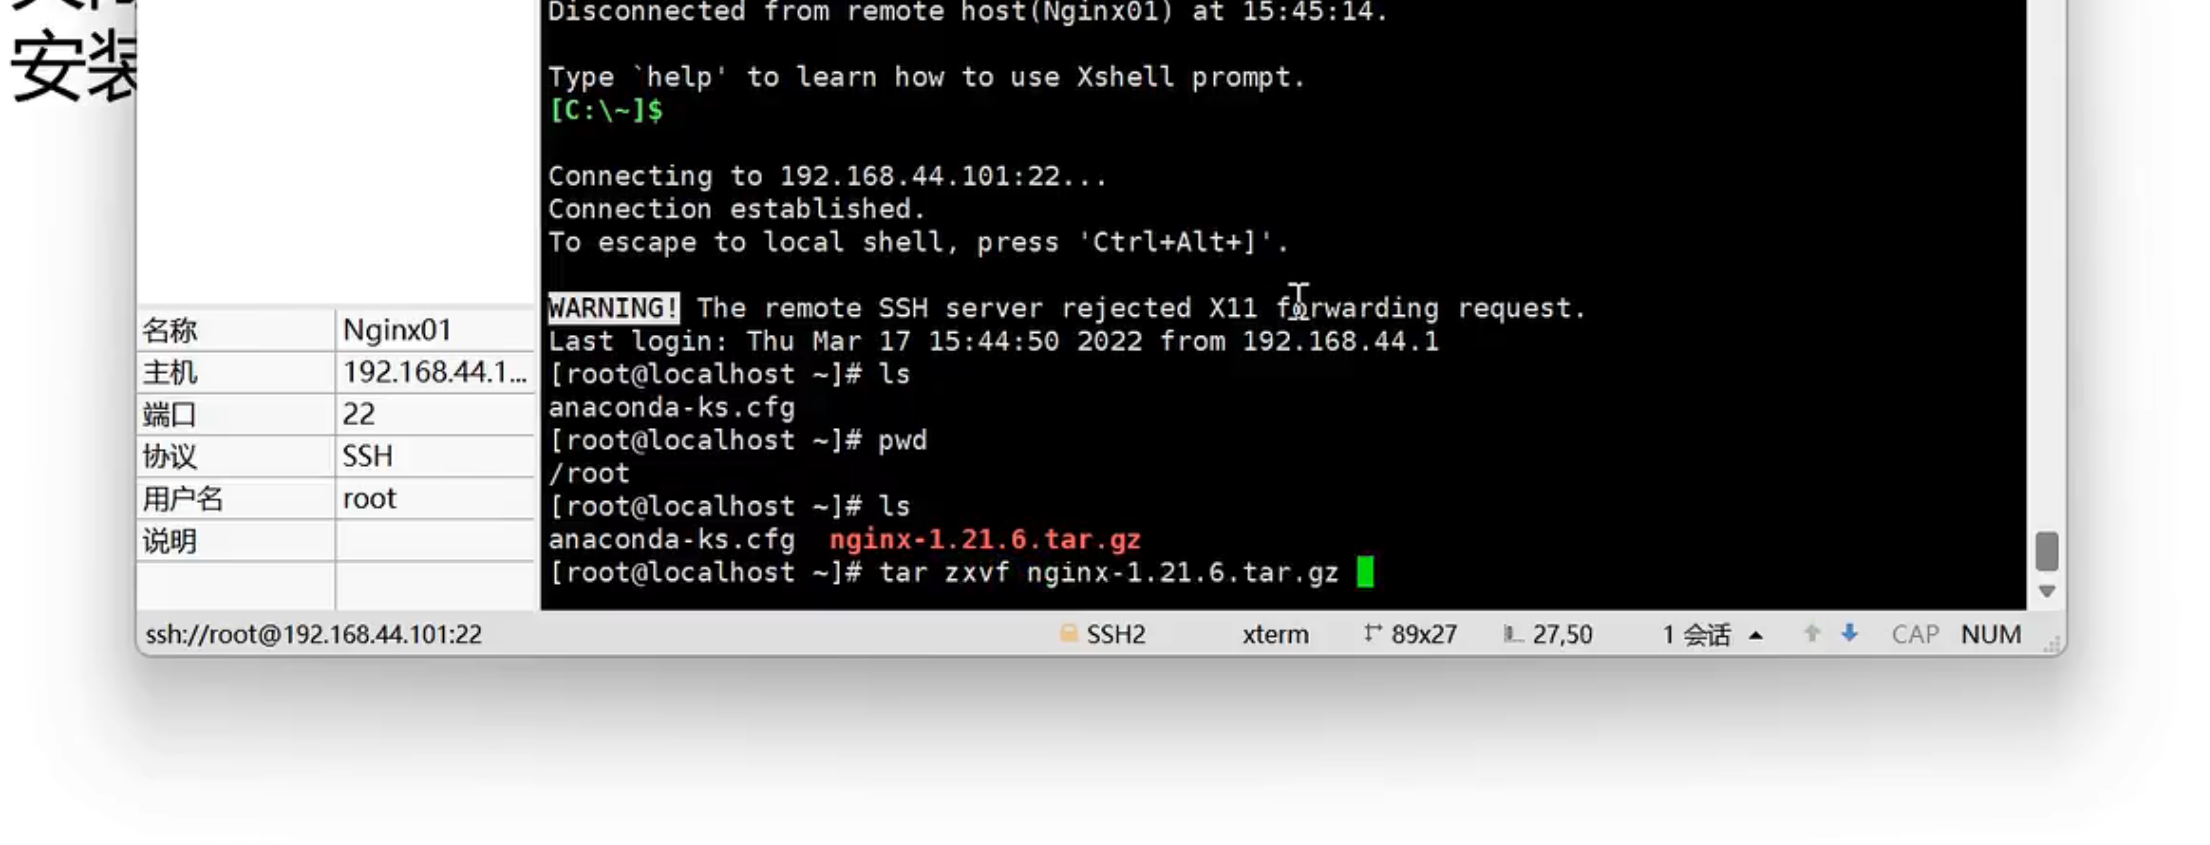 安装
Disconnected from remote host(Nginx01) at 15:45:14.
Type `help' to learn how to use Xshell prompt.
[C:\~]$
Connecting to 192.168.44.101:22...
Connection established.
To escape to local shell, press 'Ctrl+Alt+]'.
WARNING! The remote SSH server rejected X11 forwarding request.
Last login: Thu Mar 17 15:44:50 2022 from 192.168.44.1
[root@localhost ~]# ls
anaconda-ks.cfg
[root@localhost ~]# pwd
/root
[root@localhost ~]# ls
anaconda-ks.cfg nginx-1.21.6.tar.gz
[root@localhost ~]# tar zxvf nginx-1.21.6.tar.gz
名称 Nginx01
主机 192.168.44.1...
端口 22
协议 SSH
用户名 root
说明
ssh://root@192.168.44.101:22 SSH2 xterm 89x27 27,50 1 会话 CAP NUM